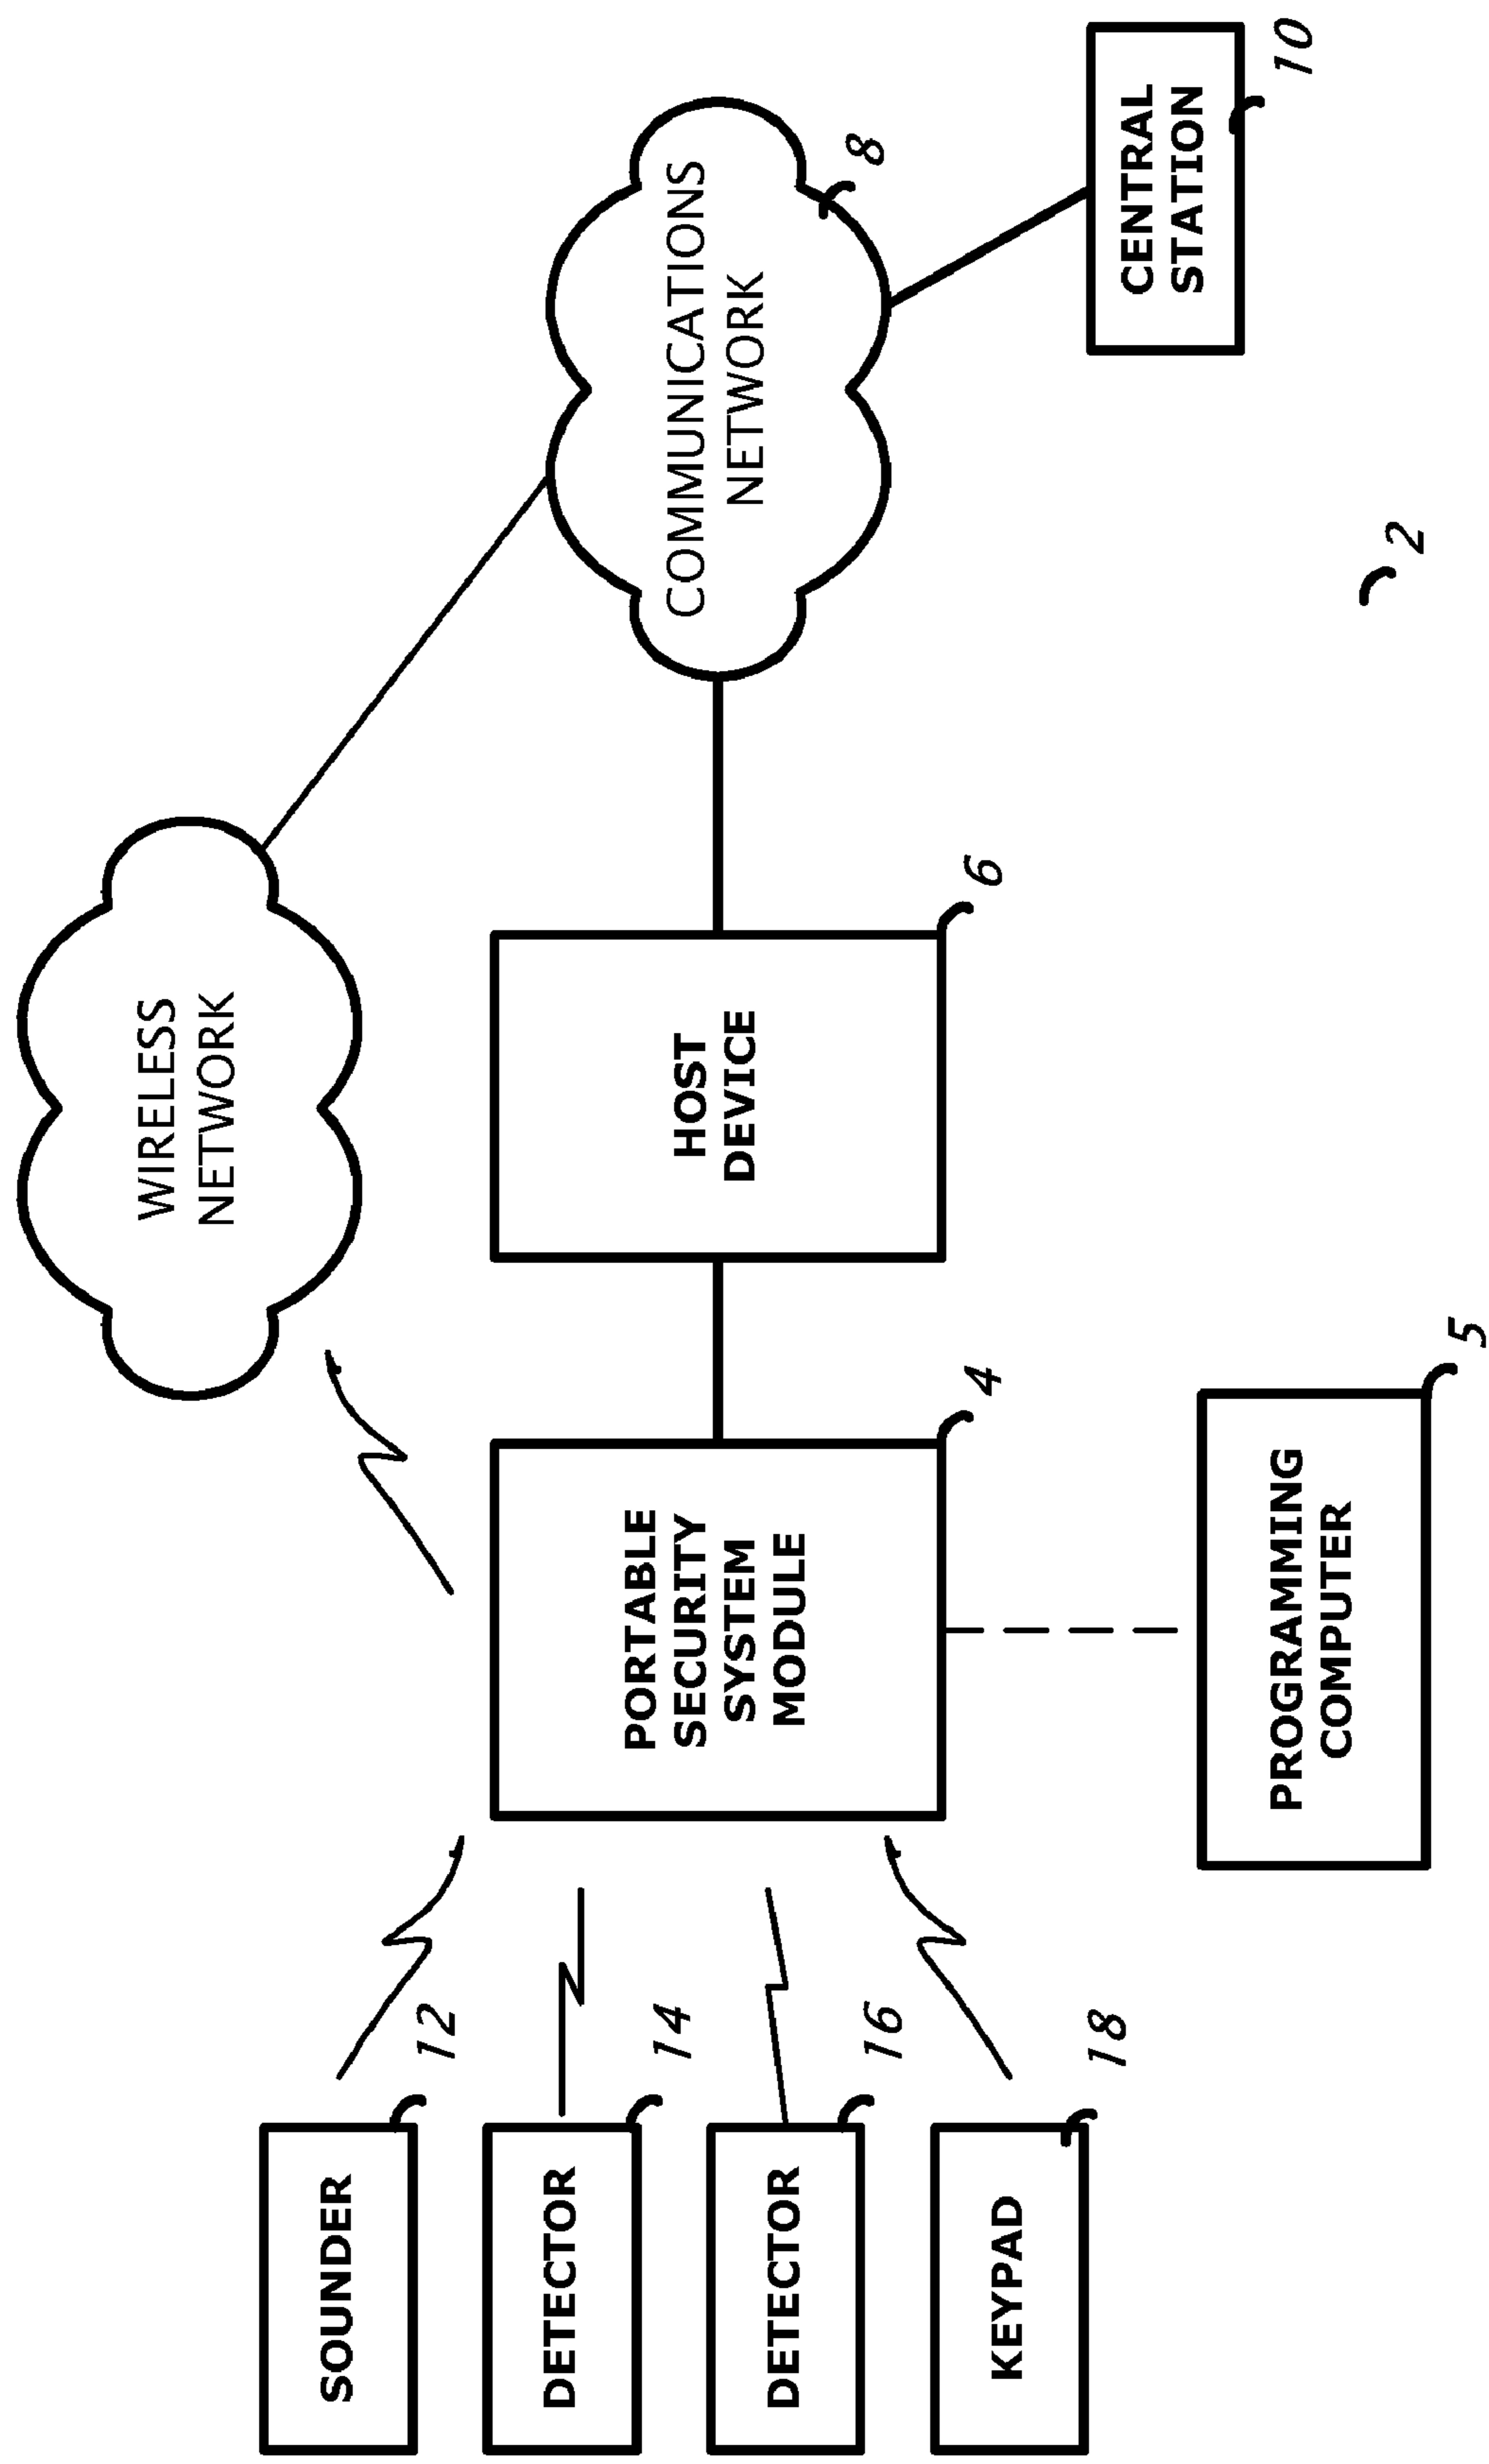 WIRELESS
NETWORK
COMMUNICATIONS
NETWORK
8
SOUNDER
12
DETECTOR
14
DETECTOR
16
KEYPAD
18
PORTABLE
SECURITY
SYSTEM
MODULE
4
HOST
DEVICE
6
CENTRAL
STATION
10
PROGRAMMING
COMPUTER
5
2